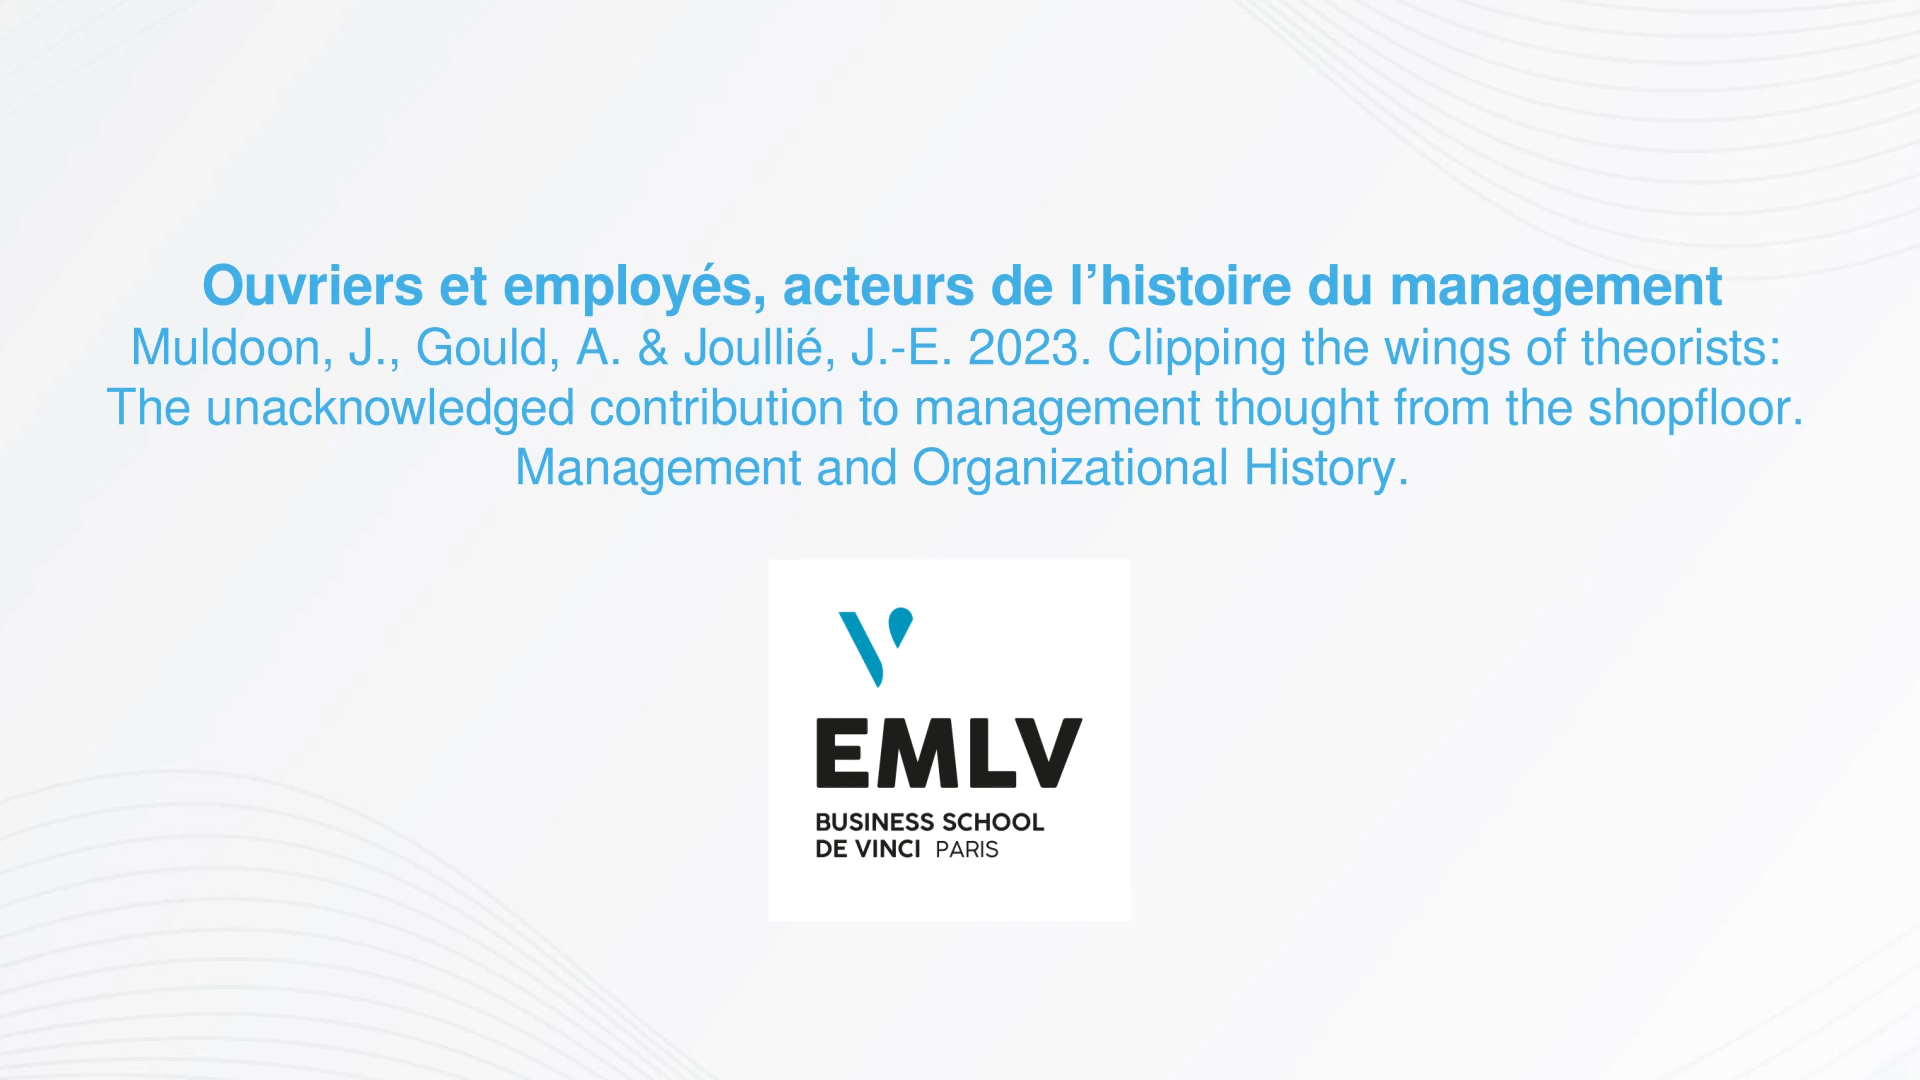 Ouvriers et employés, acteurs de l’histoire du management
Muldoon, J., Gould, A. & Joullié, J.-E. 2023. Clipping the wings of theorists:
The unacknowledged contribution to management thought from the shopfloor.
Management and Organizational History.
EMLV
BUSINESS SCHOOL
DE VINCI PARIS